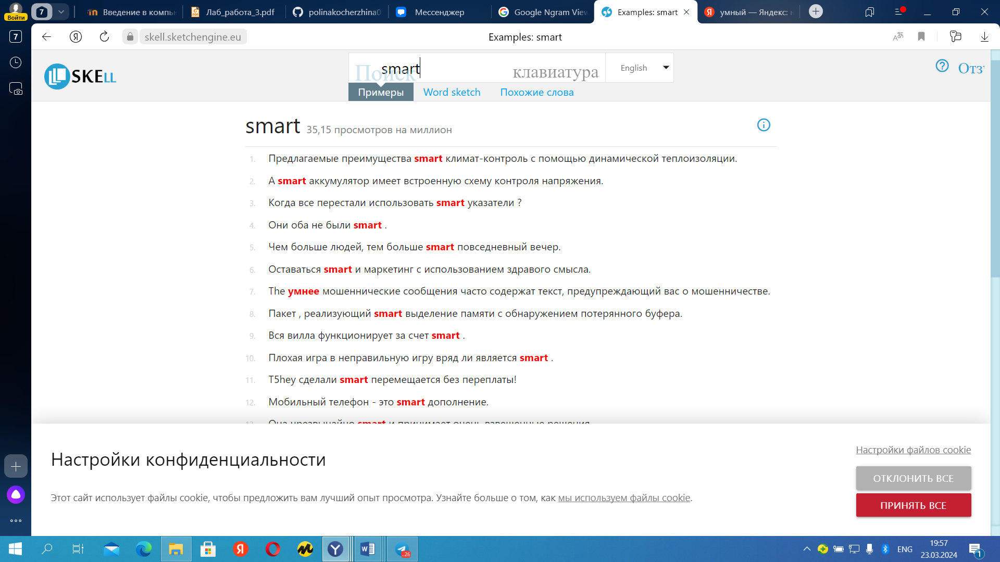 Войти
7
Введение в компью
Лаб_работа_3.pdf
polinakocherzhina0
Мессенджер
Google Ngram View
Examples: smart
умный — Яндекс: н
7
skell.sketchengine.eu
Examples: smart
SKELL
Поиск
smart
клавиатура
English
Отз
Примеры
Word sketch
Похожие слова
smart 35,15 просмотров на миллион
1. Предлагаемые преимущества smart климат-контроль с помощью динамической теплоизоляции.
2. А smart аккумулятор имеет встроенную схему контроля напряжения.
3. Когда все перестали использовать smart указатели ?
4. Они оба не были smart .
5. Чем больше людей, тем больше smart повседневный вечер.
6. Оставаться smart и маркетинг с использованием здравого смысла.
7. The умнее мошеннические сообщения часто содержат текст, предупреждающий вас о мошенничестве.
8. Пакет , реализующий smart выделение памяти с обнаружением потерянного буфера.
9. Вся вилла функционирует за счет smart .
10. Плохая игра в неправильную игру вряд ли является smart .
11. T5hey сделали smart перемещается без переплаты!
12. Мобильный телефон - это smart дополнение.
13. Она чрезвычайно smart и принимает очень взвешенные решения.
Настройки конфиденциальности
Этот сайт использует файлы cookie, чтобы предложить вам лучший опыт просмотра. Узнайте больше о том, как мы используем файлы cookie.
Настройки файлов cookie
ОТКЛОНИТЬ ВСЕ
ПРИНЯТЬ ВСЕ
..26
ENG
19:57
23.03.2024
1